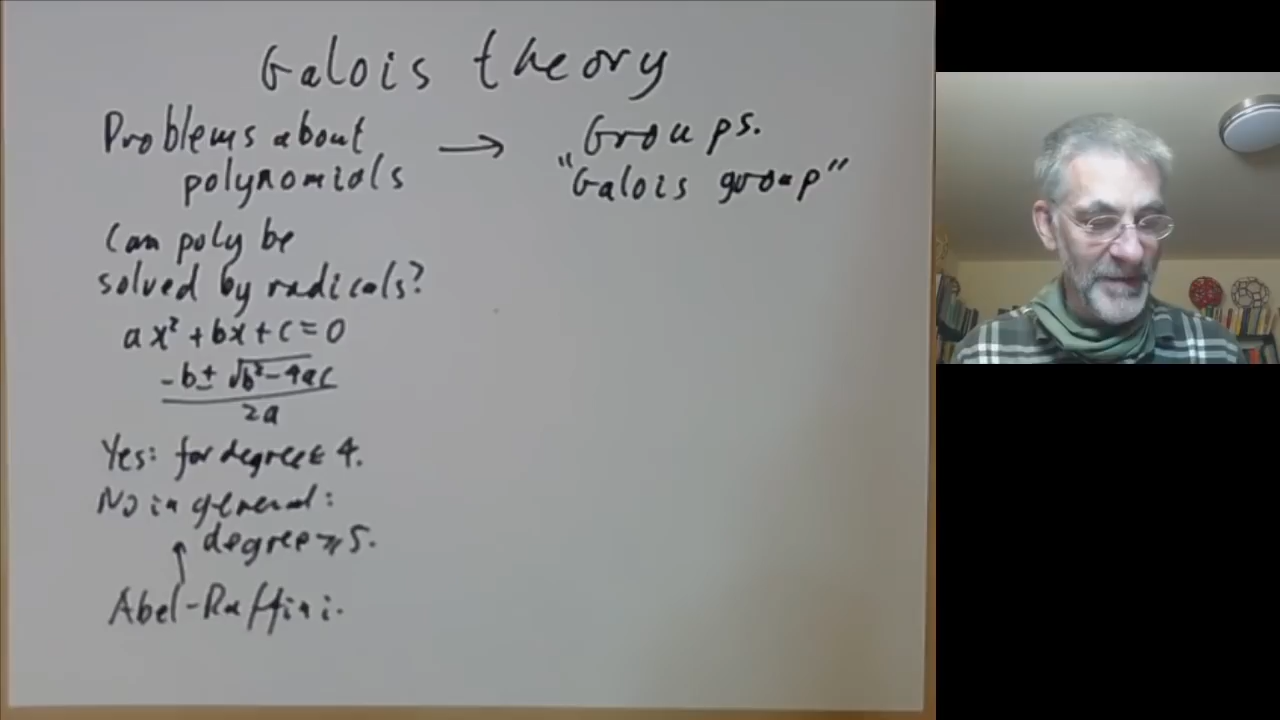 Galois theory
Problems about
polynomials
→ Groups.
"Galois group"
Can poly be
solved by radicals?
ax² + bx + c = 0
-b ± √b²-4ac
2a
Yes: for degree ≤ 4.
No in general:
degree ≥ 5.
Abel-Ruffini.